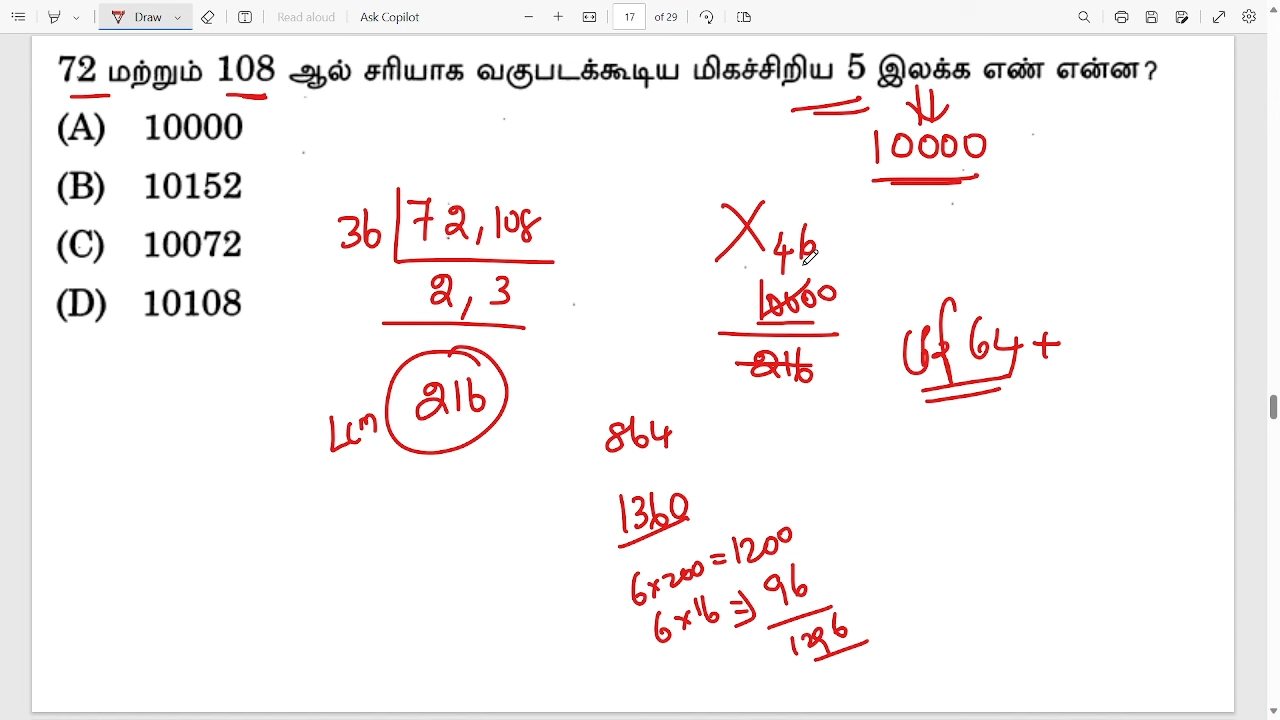 Draw
Read aloud
Ask Copilot
17 of 29
72 மற்றும் 108 ஆல் சரியாக வகுபடக்கூடிய மிகச்சிறிய 5 இலக்க எண் என்ன?
(A) 10000
(B) 10152
(C) 10072
(D) 10108
10000
36 72, 108
2, 3
LCM 216
46
10000
216
மீ 64 +
864
1360
6×200 = 1200
6×16 ⇒ 96
1296